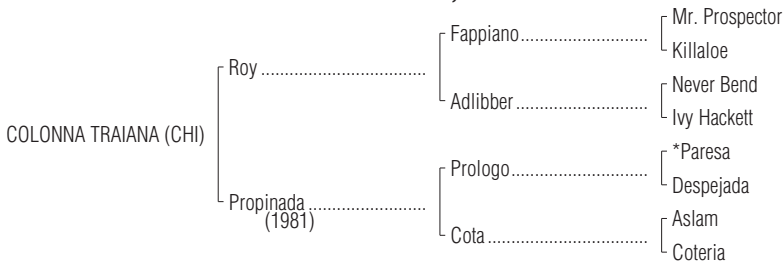 Mr. Prospector
Fappiano
Killaloe
Roy
Never Bend
Adlibber
Ivy Hackett
COLONNA TRAIANA (CHI)
*Paresa
Prologo
Despejada
Propinada
(1981)
Aslam
Cota
Coteria